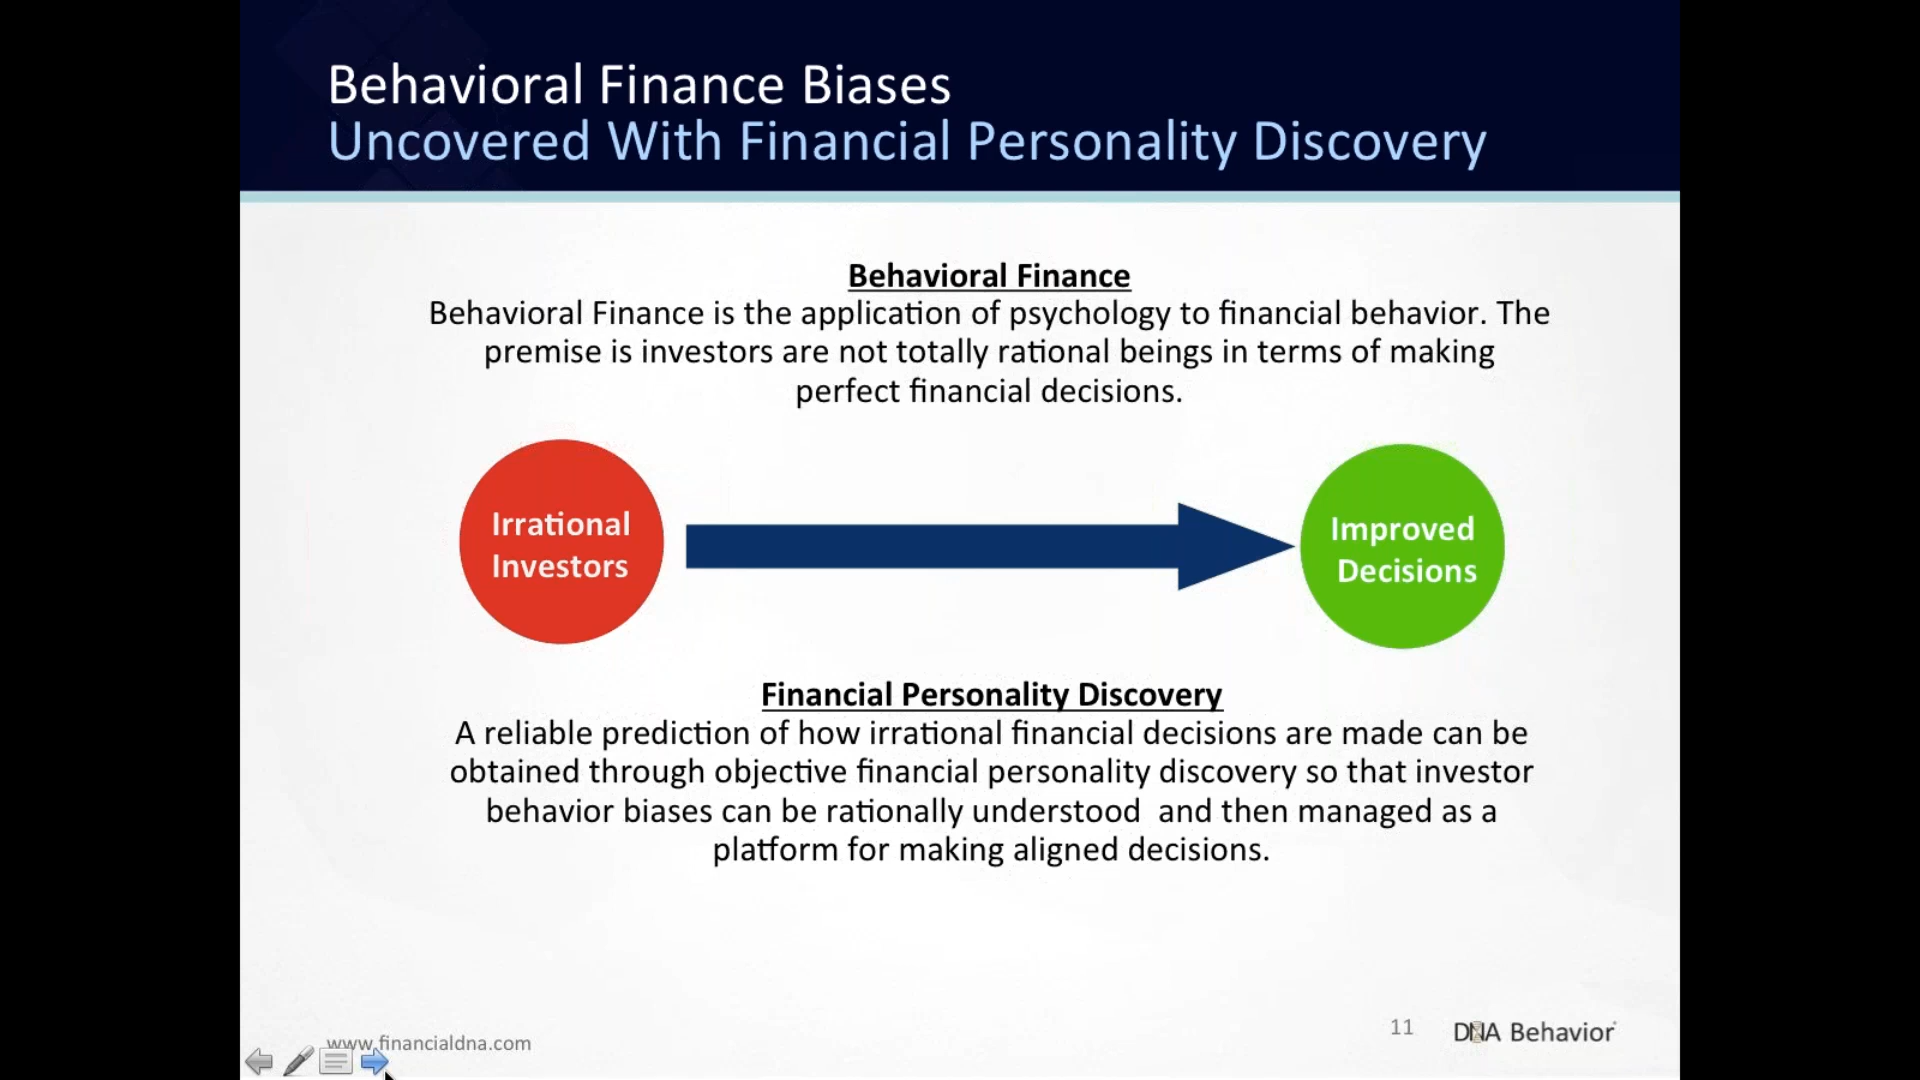 Behavioral Finance Biases
Uncovered With Financial Personality Discovery
Behavioral Finance
Behavioral Finance is the application of psychology to financial behavior. The
premise is investors are not totally rational beings in terms of making
perfect financial decisions.
Irrational
Investors
Improved
Decisions
Financial Personality Discovery
A reliable prediction of how irrational financial decisions are made can be
obtained through objective financial personality discovery so that investor
behavior biases can be rationally understood  and then managed as a
platform for making aligned decisions.
www.financialdna.com
11
DNA Behavior